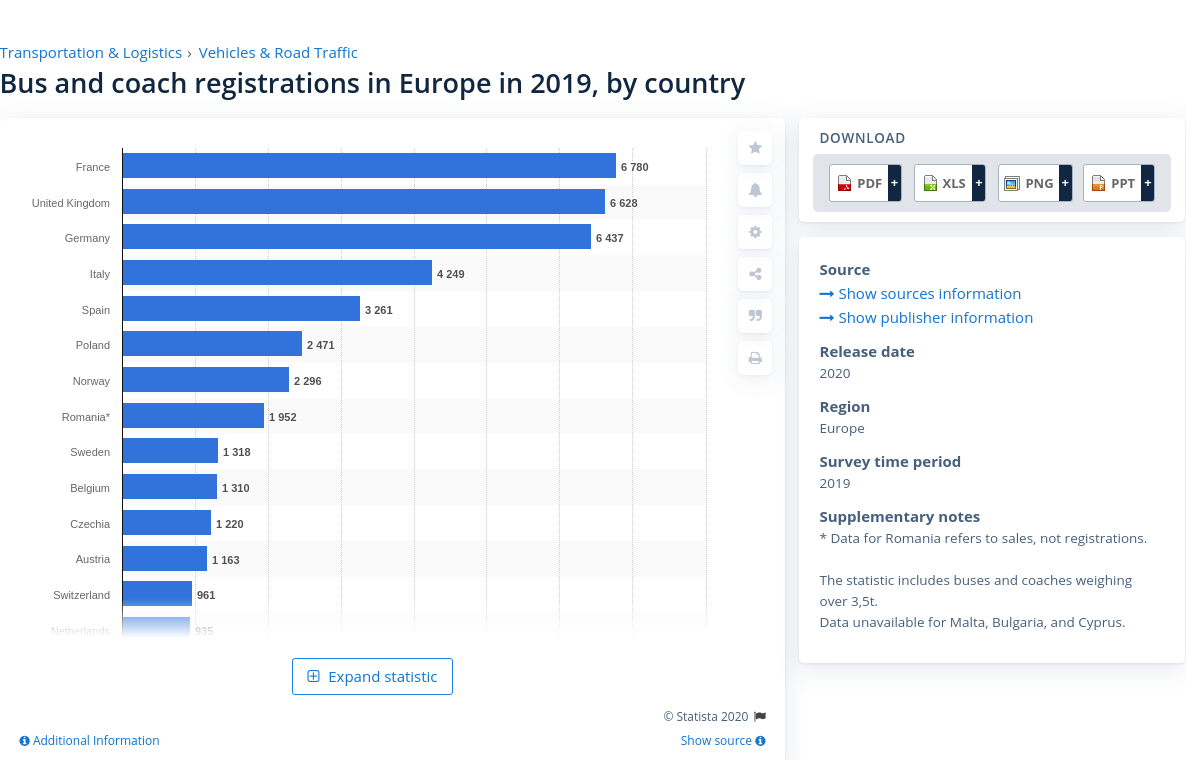 Transportation & Logistics › Vehicles & Road Traffic
Bus and coach registrations in Europe in 2019, by country
France 6 780
United Kingdom 6 628
Germany 6 437
Italy 4 249
Spain 3 261
Poland 2 471
Norway 2 296
Romania* 1 952
Sweden 1 318
Belgium 1 310
Czechia 1 220
Austria 1 163
Switzerland 961
Netherlands 935
Expand statistic
© Statista 2020
Additional Information
Show source
DOWNLOAD
PDF + XLS + PNG + PPT +
Source
Show sources information
Show publisher information
Release date
2020
Region
Europe
Survey time period
2019
Supplementary notes
* Data for Romania refers to sales, not registrations.
The statistic includes buses and coaches weighing
over 3,5t.
Data unavailable for Malta, Bulgaria, and Cyprus.